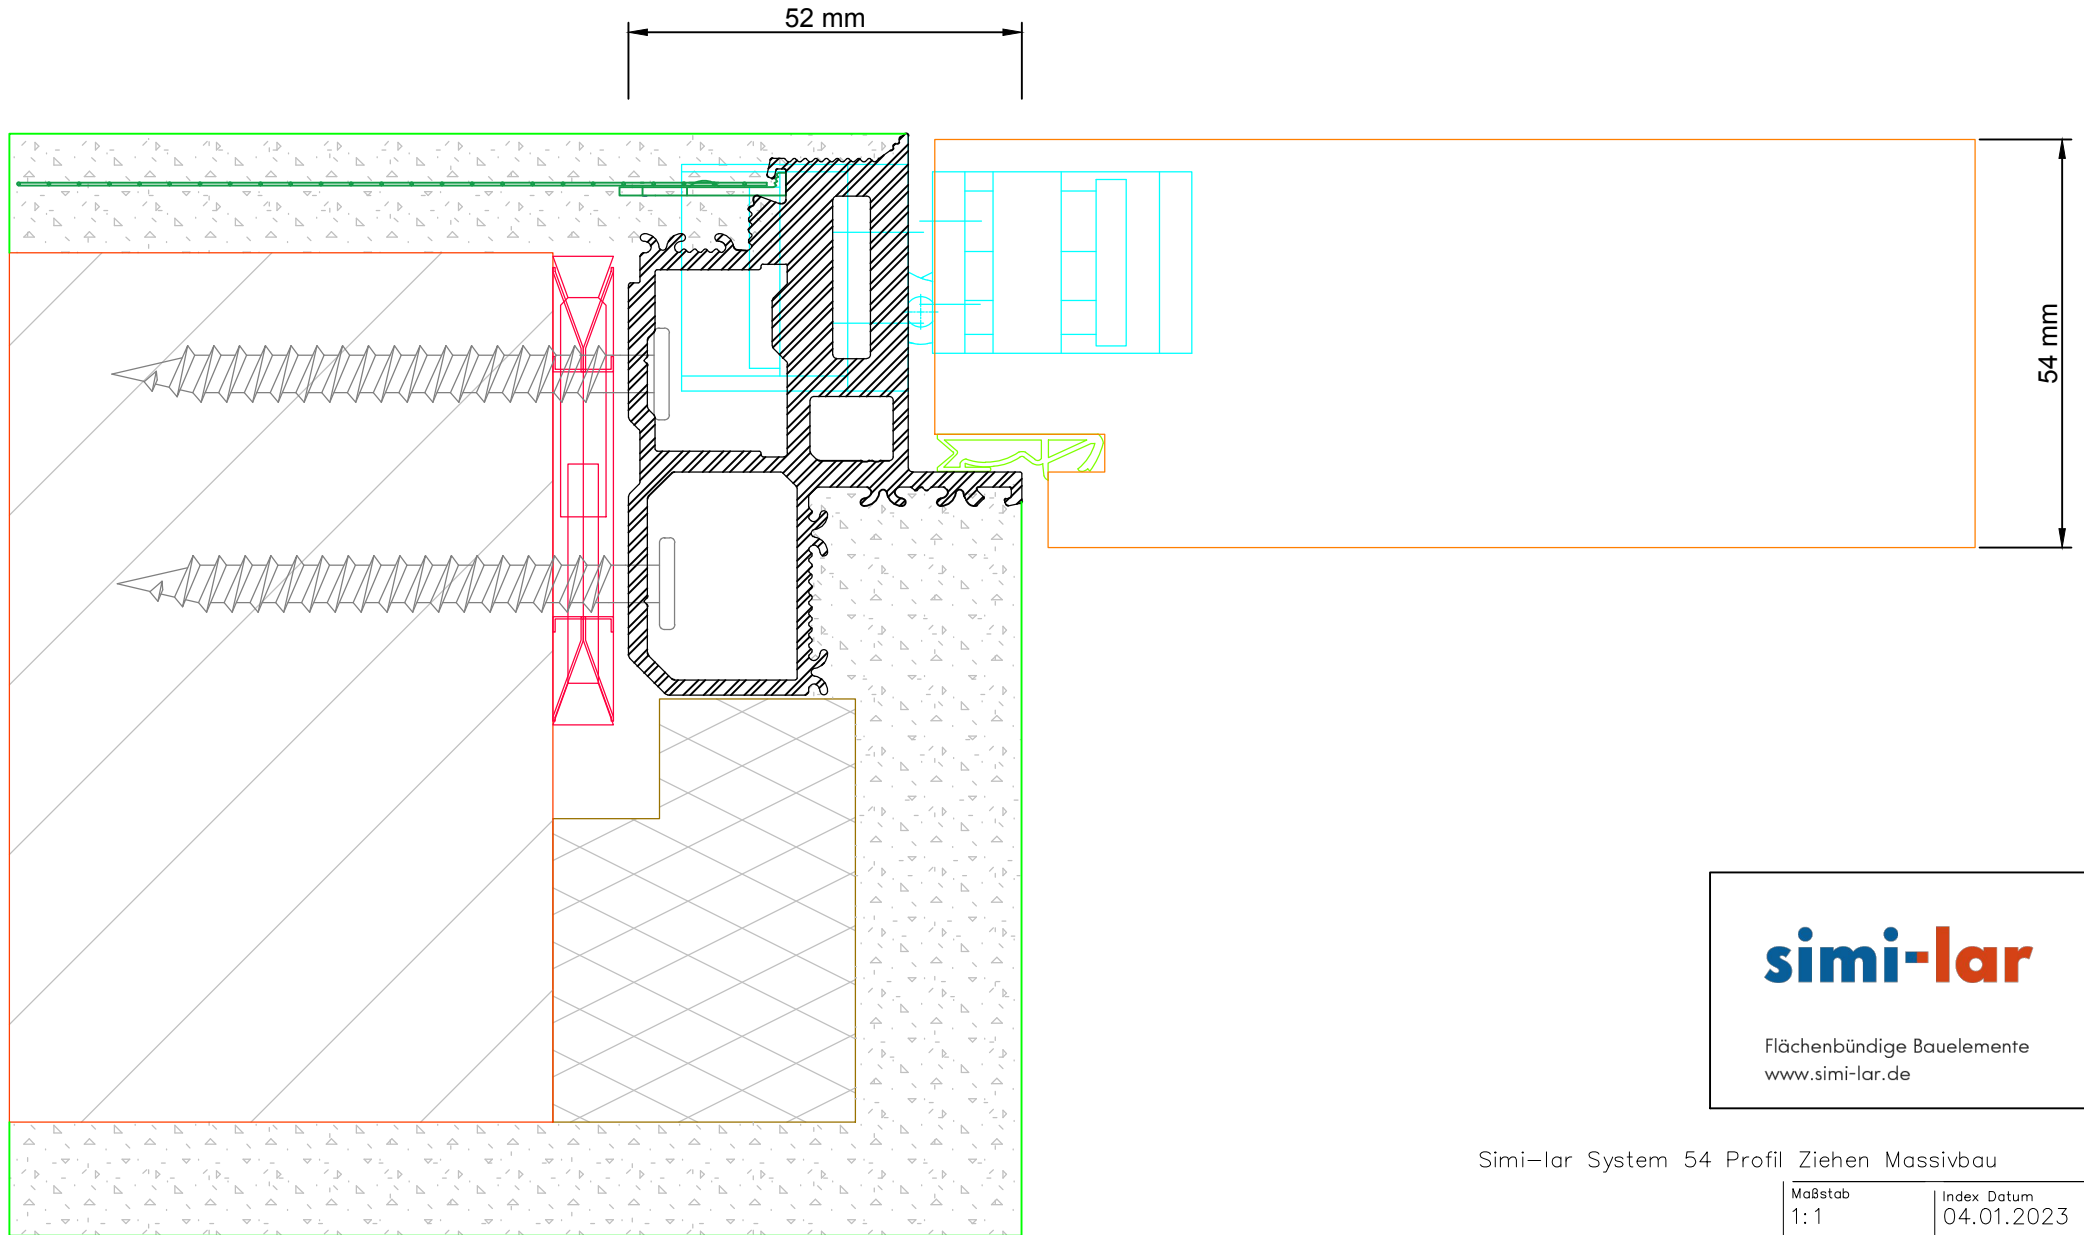 52 mm
54 mm
simi-lar
Flächenbündige Bauelemente
www.simi-lar.de
Simi-lar System 54 Profil Ziehen Massivbau
Maßstab
1:1
Index Datum
04.01.2023